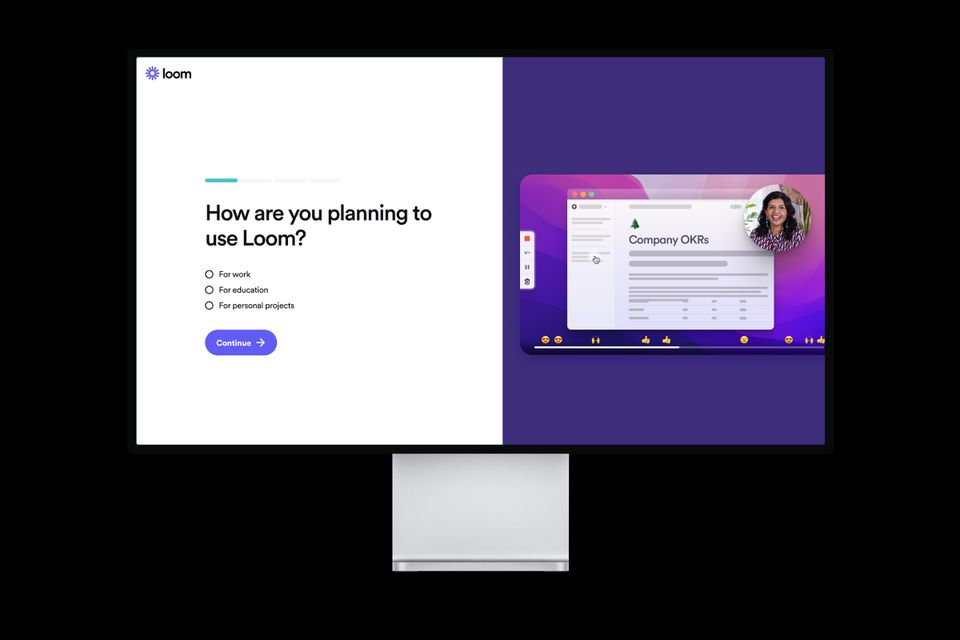 loom
How are you planning to
use Loom?
For work
For education
For personal projects
Continue
Company OKRs